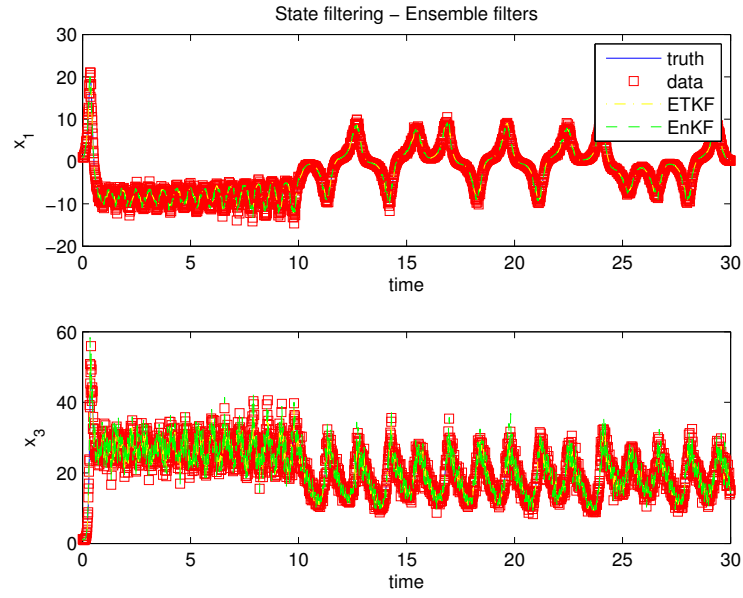 State filtering − Ensemble filters
30
20
10
0
−10
−20
x1
0 5 10 15 20 25 30
time
truth
data
ETKF
EnKF
60
40
20
0
x3
0 5 10 15 20 25 30
time